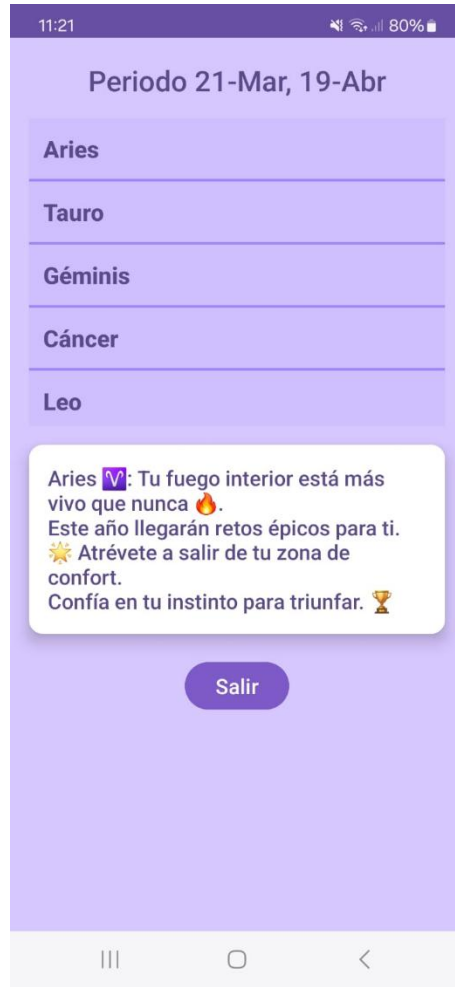 11:21 80%
Periodo 21-Mar, 19-Abr
Aries
Tauro
Géminis
Cáncer
Leo
Aries ♈: Tu fuego interior está más
vivo que nunca 🔥.
Este año llegarán retos épicos para ti.
🌟 Atrévete a salir de tu zona de
confort.
Confía en tu instinto para triunfar. 🏆
Salir